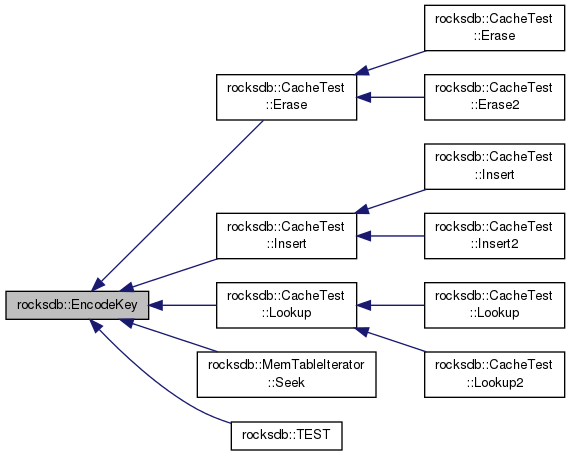 rocksdb::CacheTest
::Erase
rocksdb::CacheTest
::Erase
rocksdb::CacheTest
::Erase2
rocksdb::CacheTest
::Insert
rocksdb::CacheTest
::Insert
rocksdb::CacheTest
::Insert2
rocksdb::EncodeKey
rocksdb::CacheTest
::Lookup
rocksdb::CacheTest
::Lookup
rocksdb::MemTableIterator
::Seek
rocksdb::CacheTest
::Lookup2
rocksdb::TEST